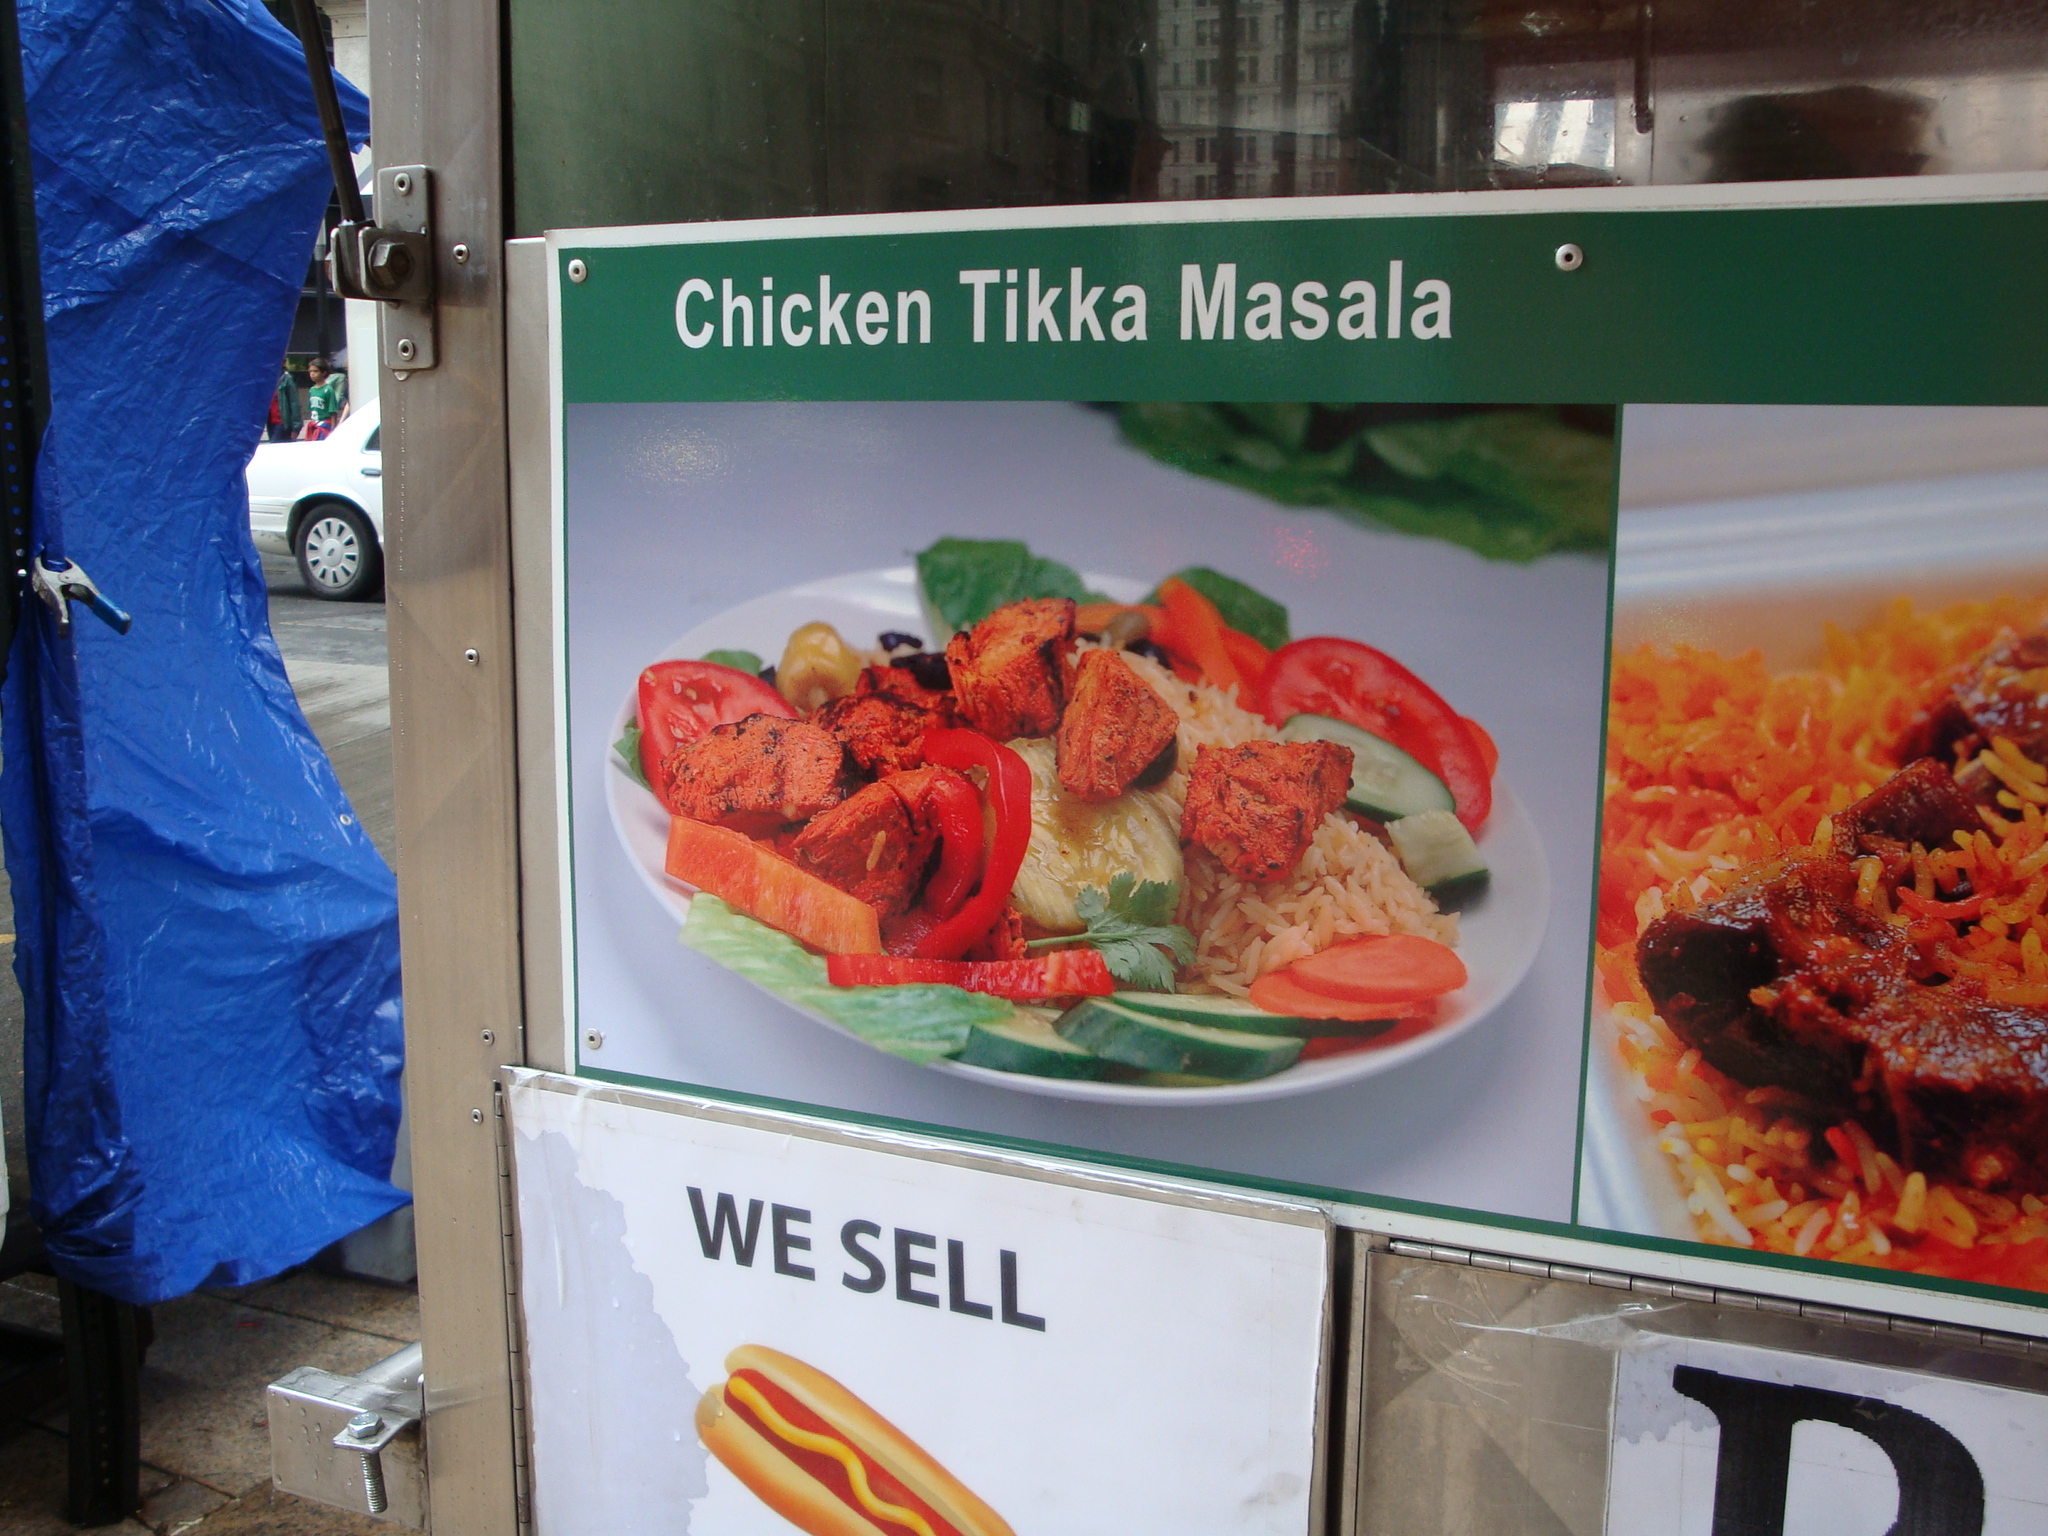 Chicken Tikka Masala
WE SELL